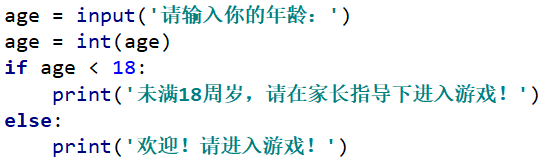 age = input('请输入你的年龄：')
age = int(age)
if age < 18:
    print('未满18周岁，请在家长指导下进入游戏！')
else:
    print('欢迎！请进入游戏！')